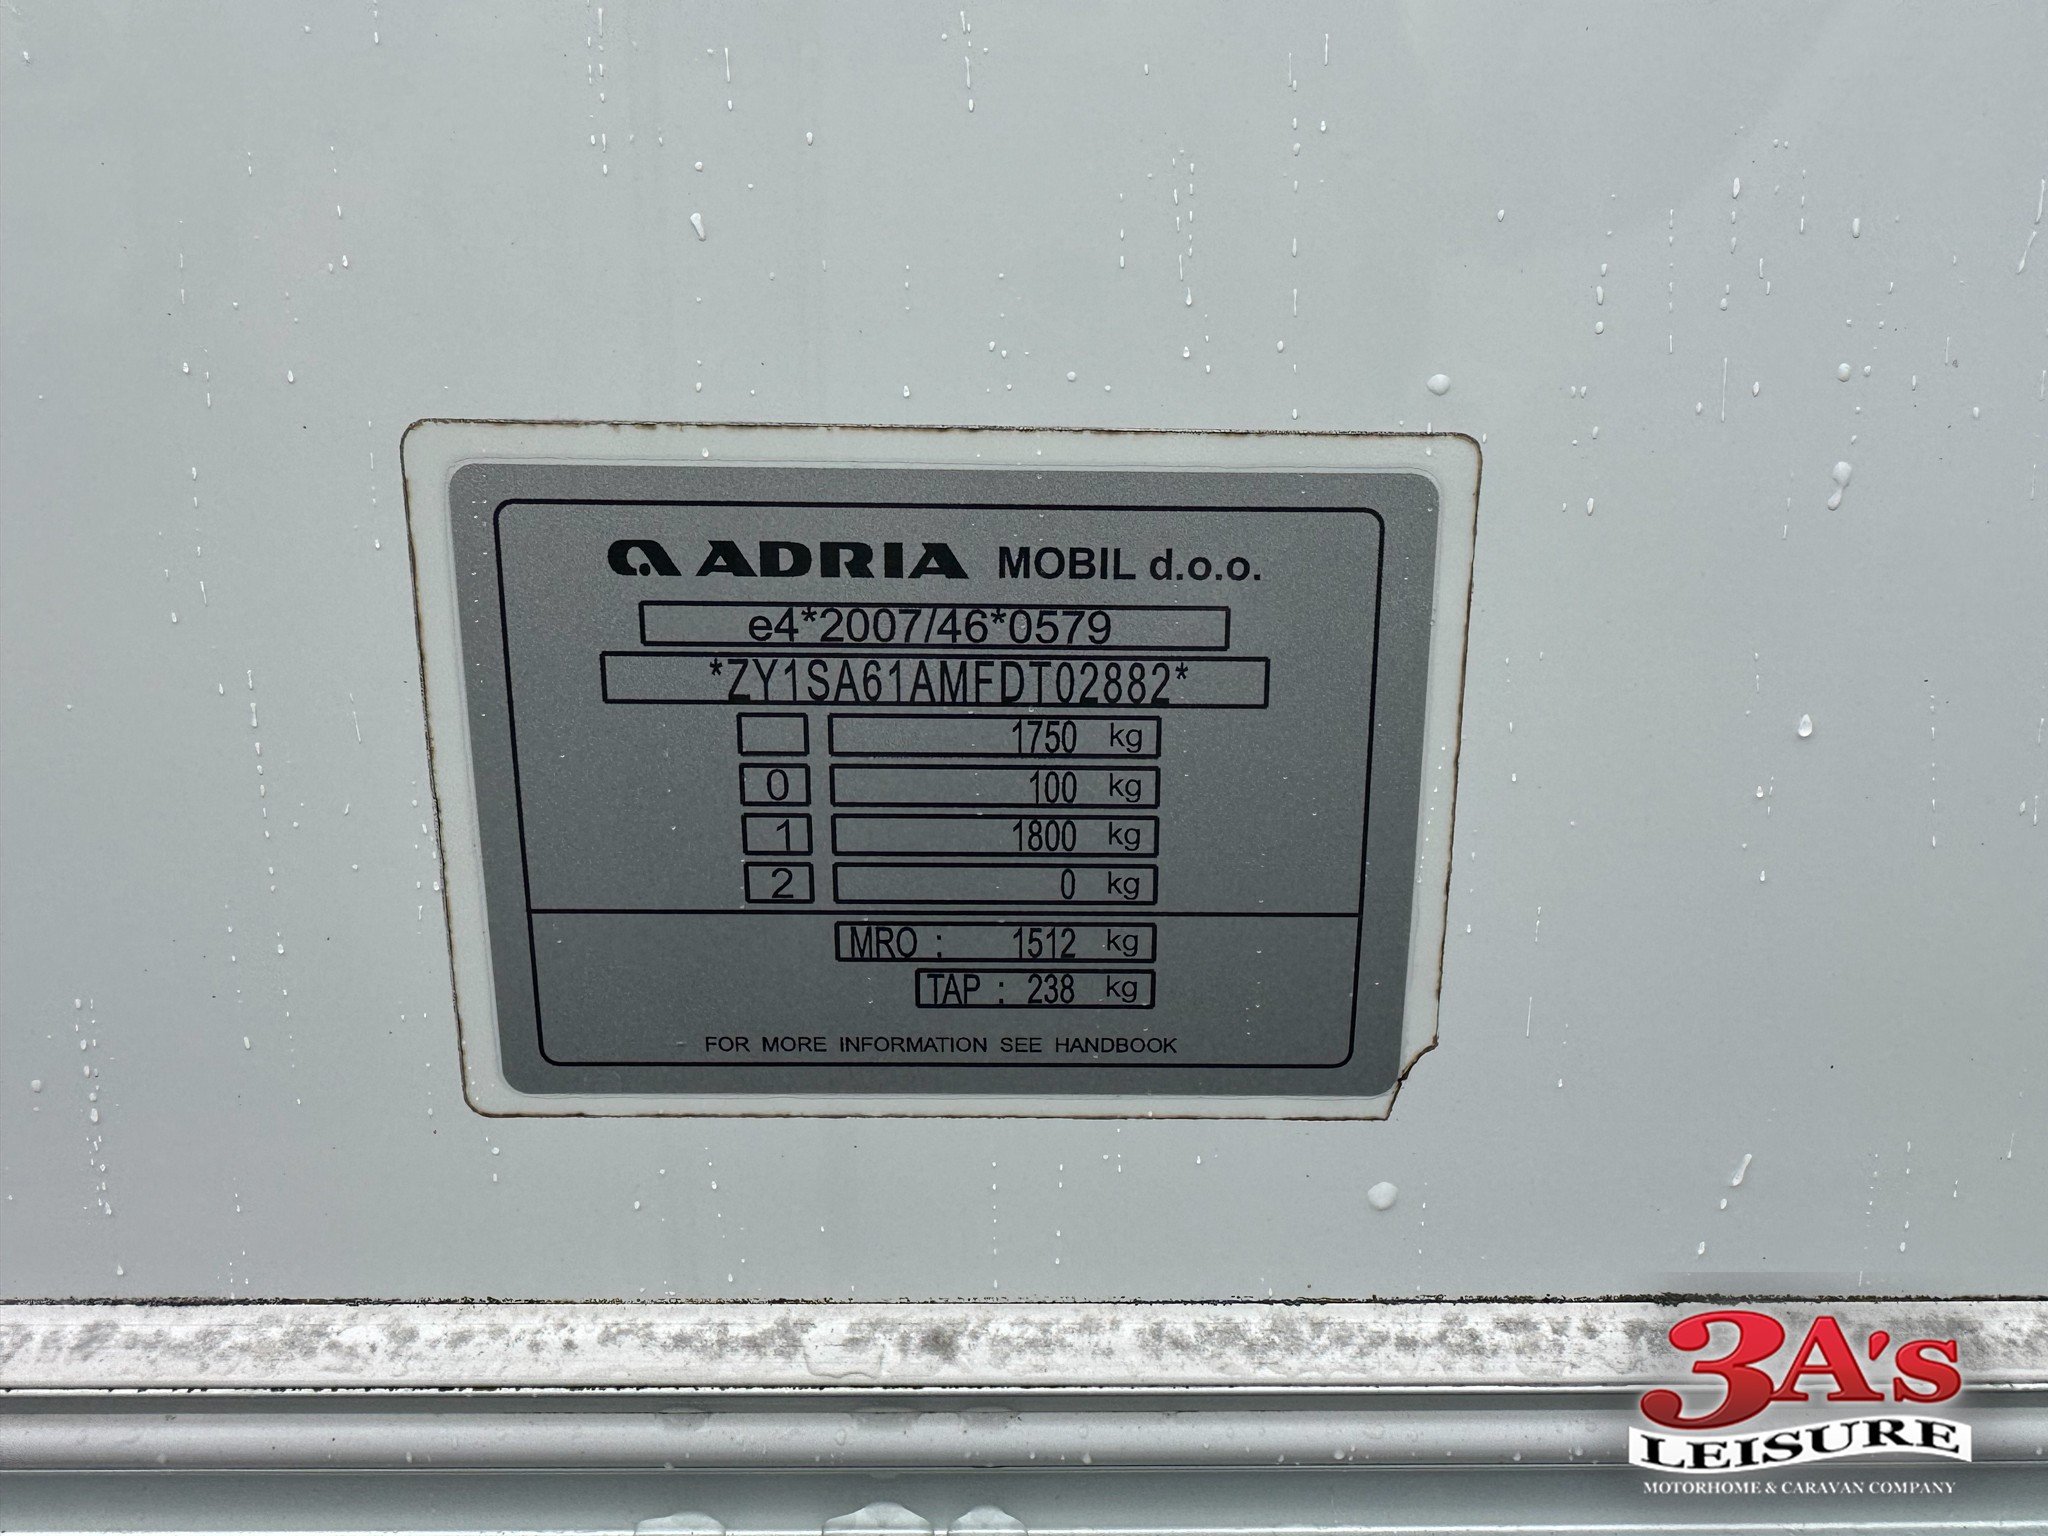 ADRIA MOBIL d.o.o.
e4*2007/46*0579
*ZY1SA61AMFDT02882*
1750 kg
0 100 kg
1 1800 kg
2 0 kg
MRO : 1512 kg
TAP : 238 kg
FOR MORE INFORMATION SEE HANDBOOK
3A's
LEISURE
MOTORHOME & CARAVAN COMPANY